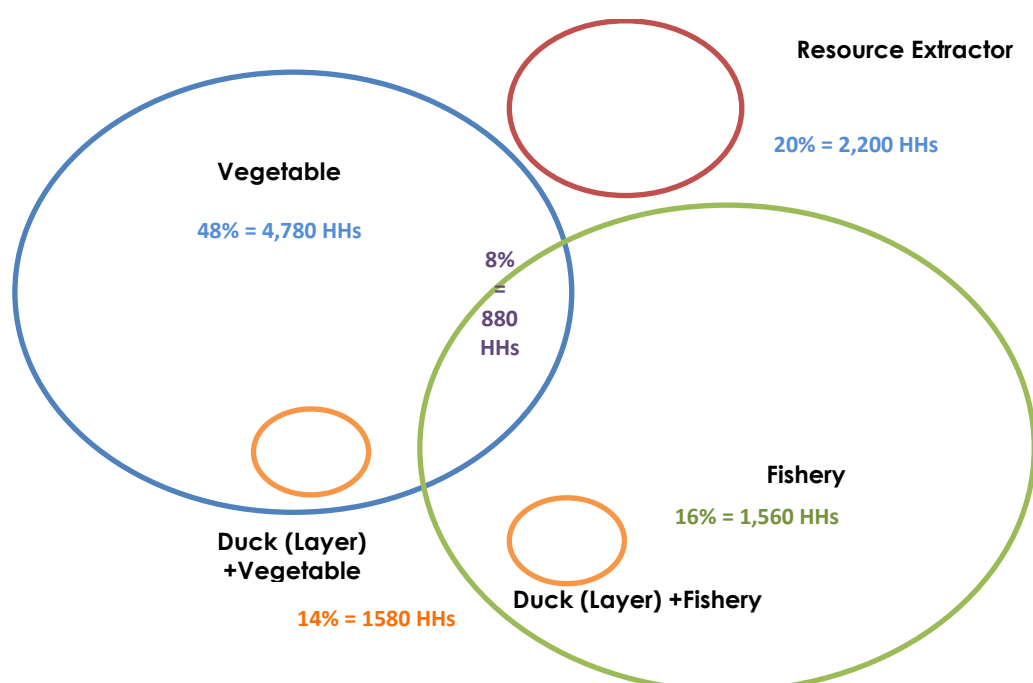 Resource Extractor
20% = 2,200 HHs
Vegetable
48% = 4,780 HHs
8%
=
880
HHs
Fishery
16% = 1,560 HHs
Duck (Layer)
+Vegetable
Duck (Layer) +Fishery
14% = 1580 HHs